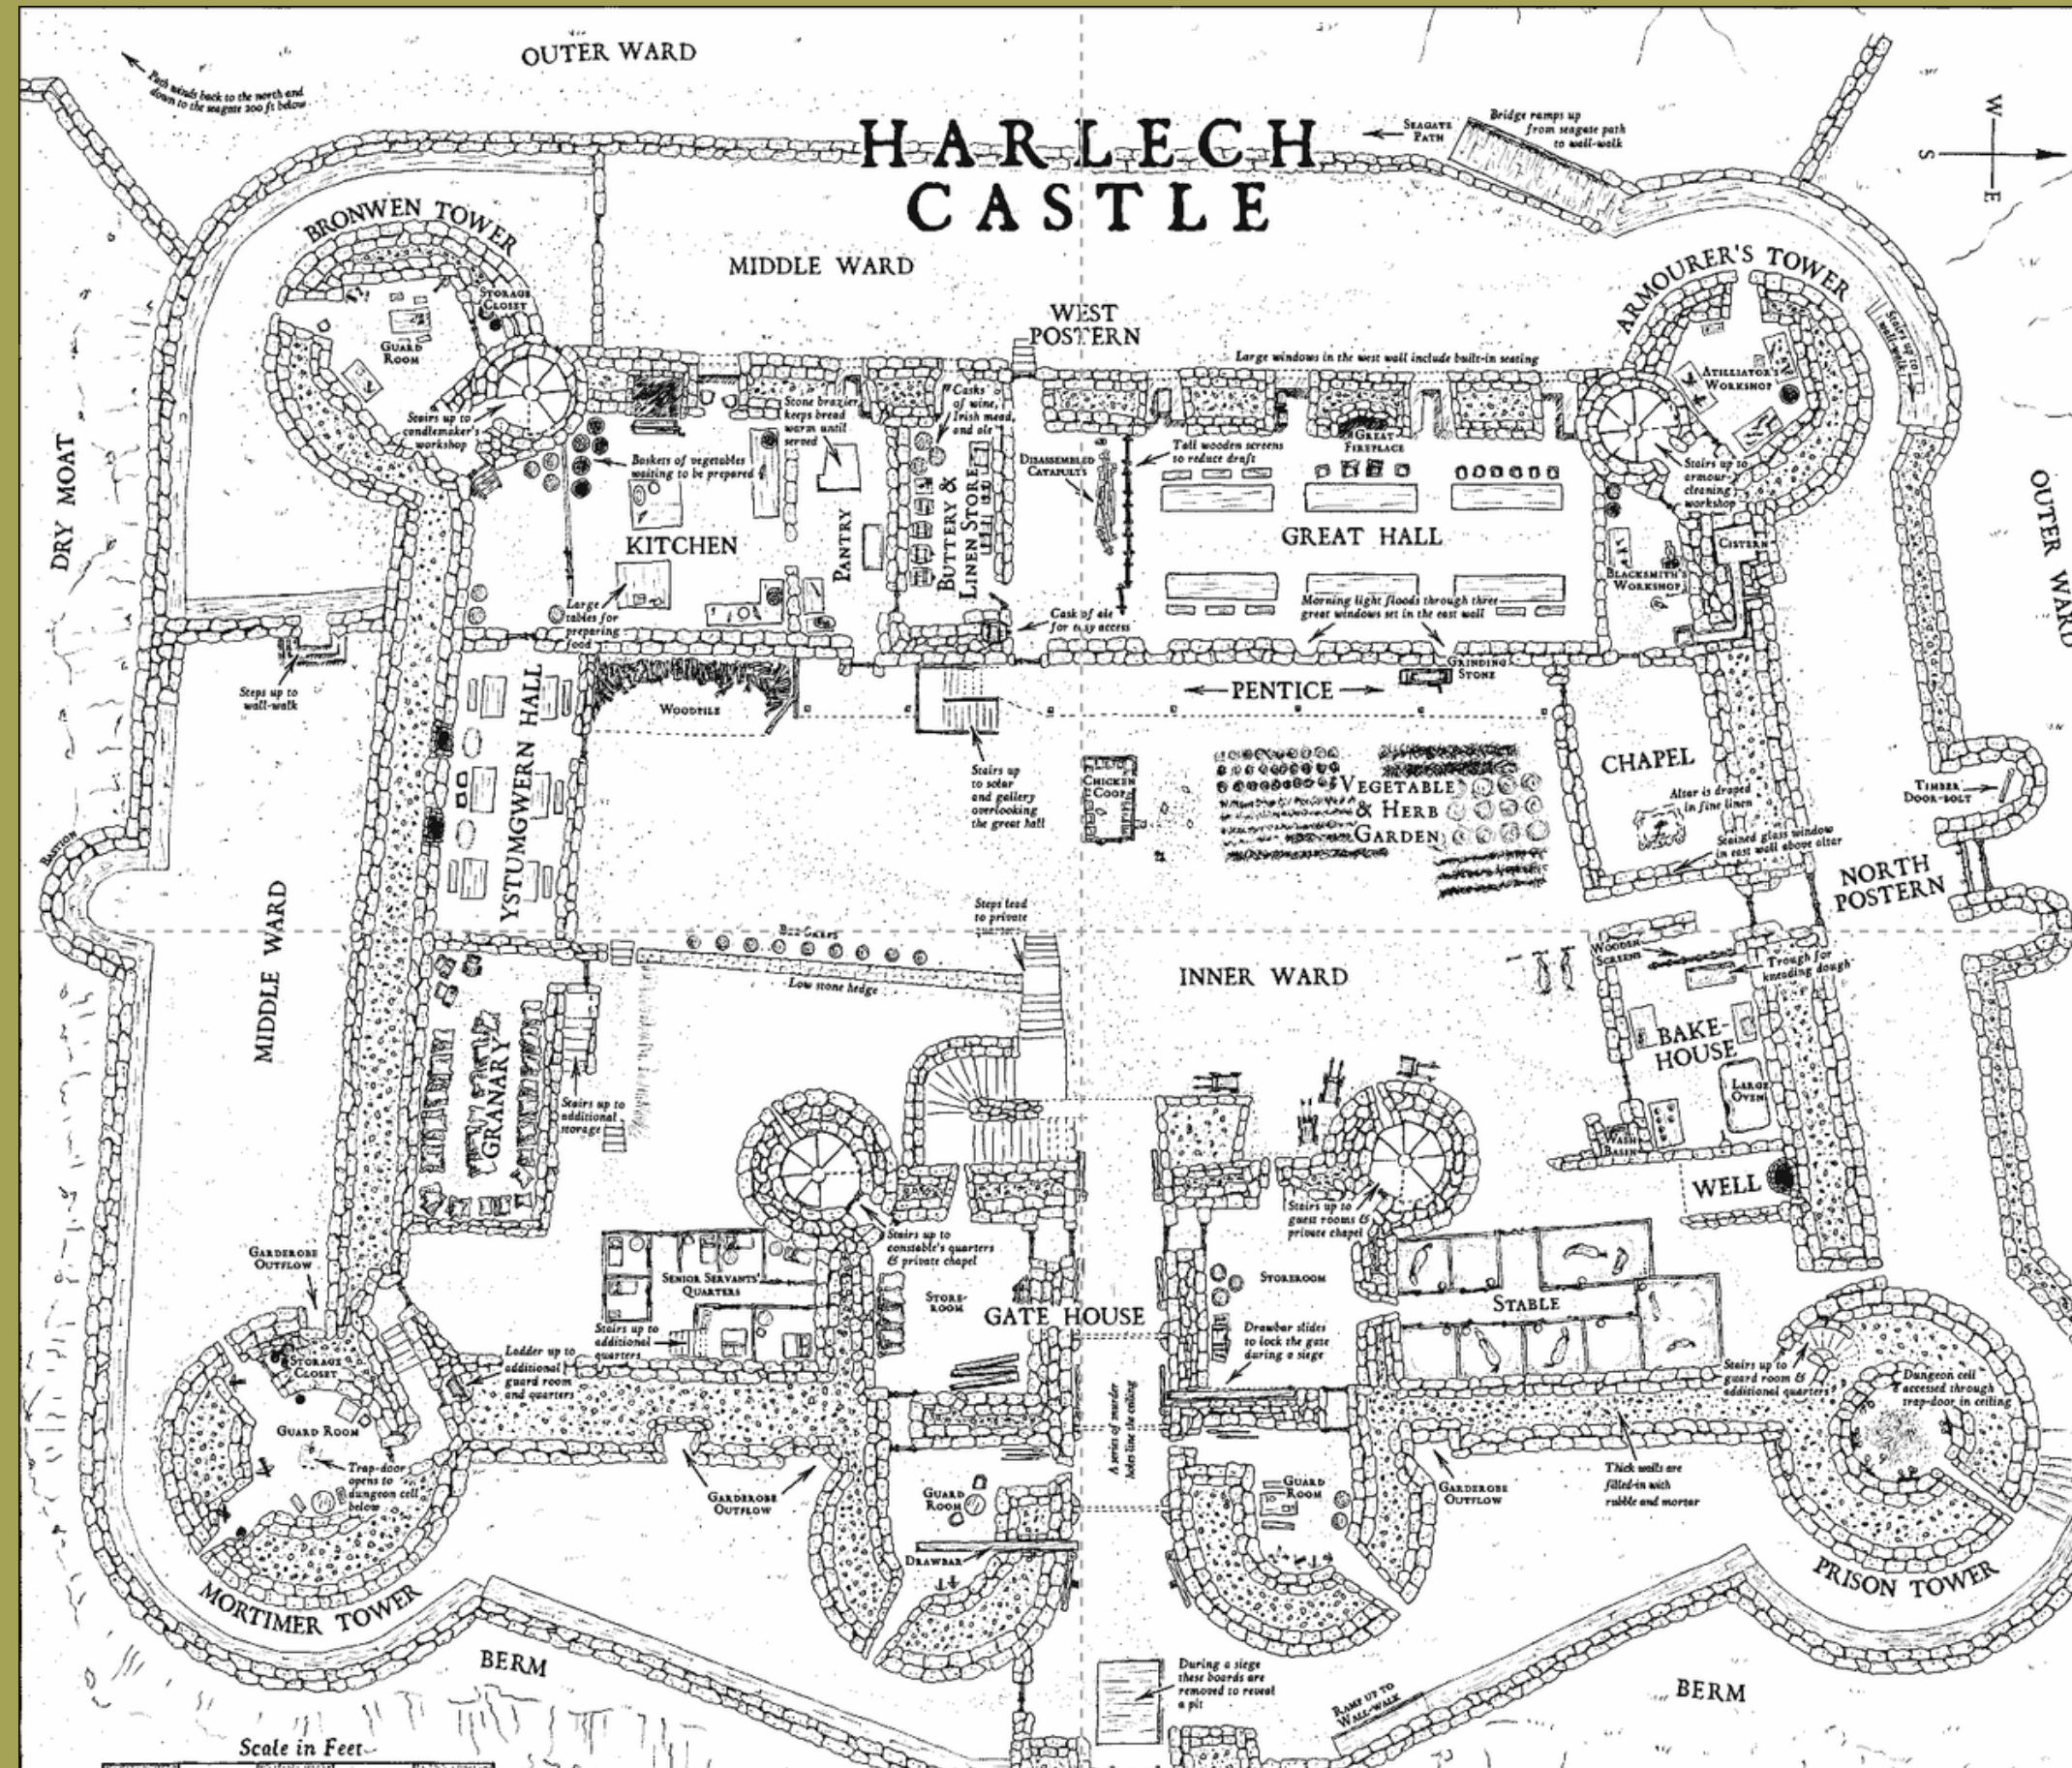 OUTER WARD
Path winds back to the north and
down to the seagate 200 ft below
HARLECH
CASTLE
SEAGATE
PATH
Bridge ramps up
from seagate path
to wall-walk
W
S
E
BRONWEN TOWER
STORAGE
CLOSET
GUARD
ROOM
Stairs up to
candlemaker's
workshop
MIDDLE WARD
WEST
POSTERN
Large windows in the west wall include built-in seating
ARMOURER'S TOWER
Stairs up to
wall-walk
ATILLIATOR'S
WORKSHOP
Stairs up to
armour-
cleaning
workshop
CISTERN
BLACKSMITH'S
WORKSHOP
OUTER WARD
DRY MOAT
Stone brazier
keeps bread
warm until
served
Casks
of wine,
Irish mead,
and ale
Baskets of vegetables
waiting to be prepared
KITCHEN
PANTRY
BUTTERY &
LINEN STORE
DISASSEMBLED
CATAPULTS
Tall wooden screens
to reduce draft
GREAT
FIREPLACE
GREAT HALL
Large
tables for
preparing
food
Cask of ale
for easy access
Morning light floods through three
great windows set in the east wall
Steps up to
wall-walk
YSTUMGWERN HALL
WOODPILE
PENTICE
GRINDING
STONE
Stairs up
to solar
and gallery
overlooking
the great hall
CHICKEN
COOP
VEGETABLE
& HERB
GARDEN
CHAPEL
Altar is draped
in fine linen
Stained glass window
in east wall above altar
TIMBER
DOOR-BOLT
NORTH
POSTERN
BASTION
MIDDLE WARD
Steps lead
to private
Low stone hedge
INNER WARD
WOODEN
SCREENS
Trough for
kneading dough
BAKE-
HOUSE
LARGE
OVEN
WASH
BASIN
WELL
GRANARY
Stairs up to
additional
storage
GARDEROBE
OUTFLOW
SENIOR SERVANTS'
QUARTERS
Stairs up to
additional
quarters
Stairs up to
constable's quarters
& private chapel
STORE-
ROOM
GATE HOUSE
Stairs up to
guest rooms &
private chapel
STOREROOM
Drawbar slides
to lock the gate
during a siege
STABLE
STORAGE
CLOSET
GUARD ROOM
Ladder up to
additional
guard room
and quarters
Trap-door
opens to
dungeon cell
below
GARDEROBE
OUTFLOW
GUARD
ROOM
DRAWBAR
A series of murder
holes line the ceiling
GUARD
ROOM
GARDEROBE
OUTFLOW
Thick walls are
filled-in with
rubble and mortar
Stairs up to
guard room &
additional quarters
Dungeon cell
accessed through
trap-door in ceiling
MORTIMER TOWER
PRISON TOWER
BERM
During a siege
these boards are
removed to reveal
a pit
RAMP UP TO
WALL-WALK
BERM
Scale in Feet